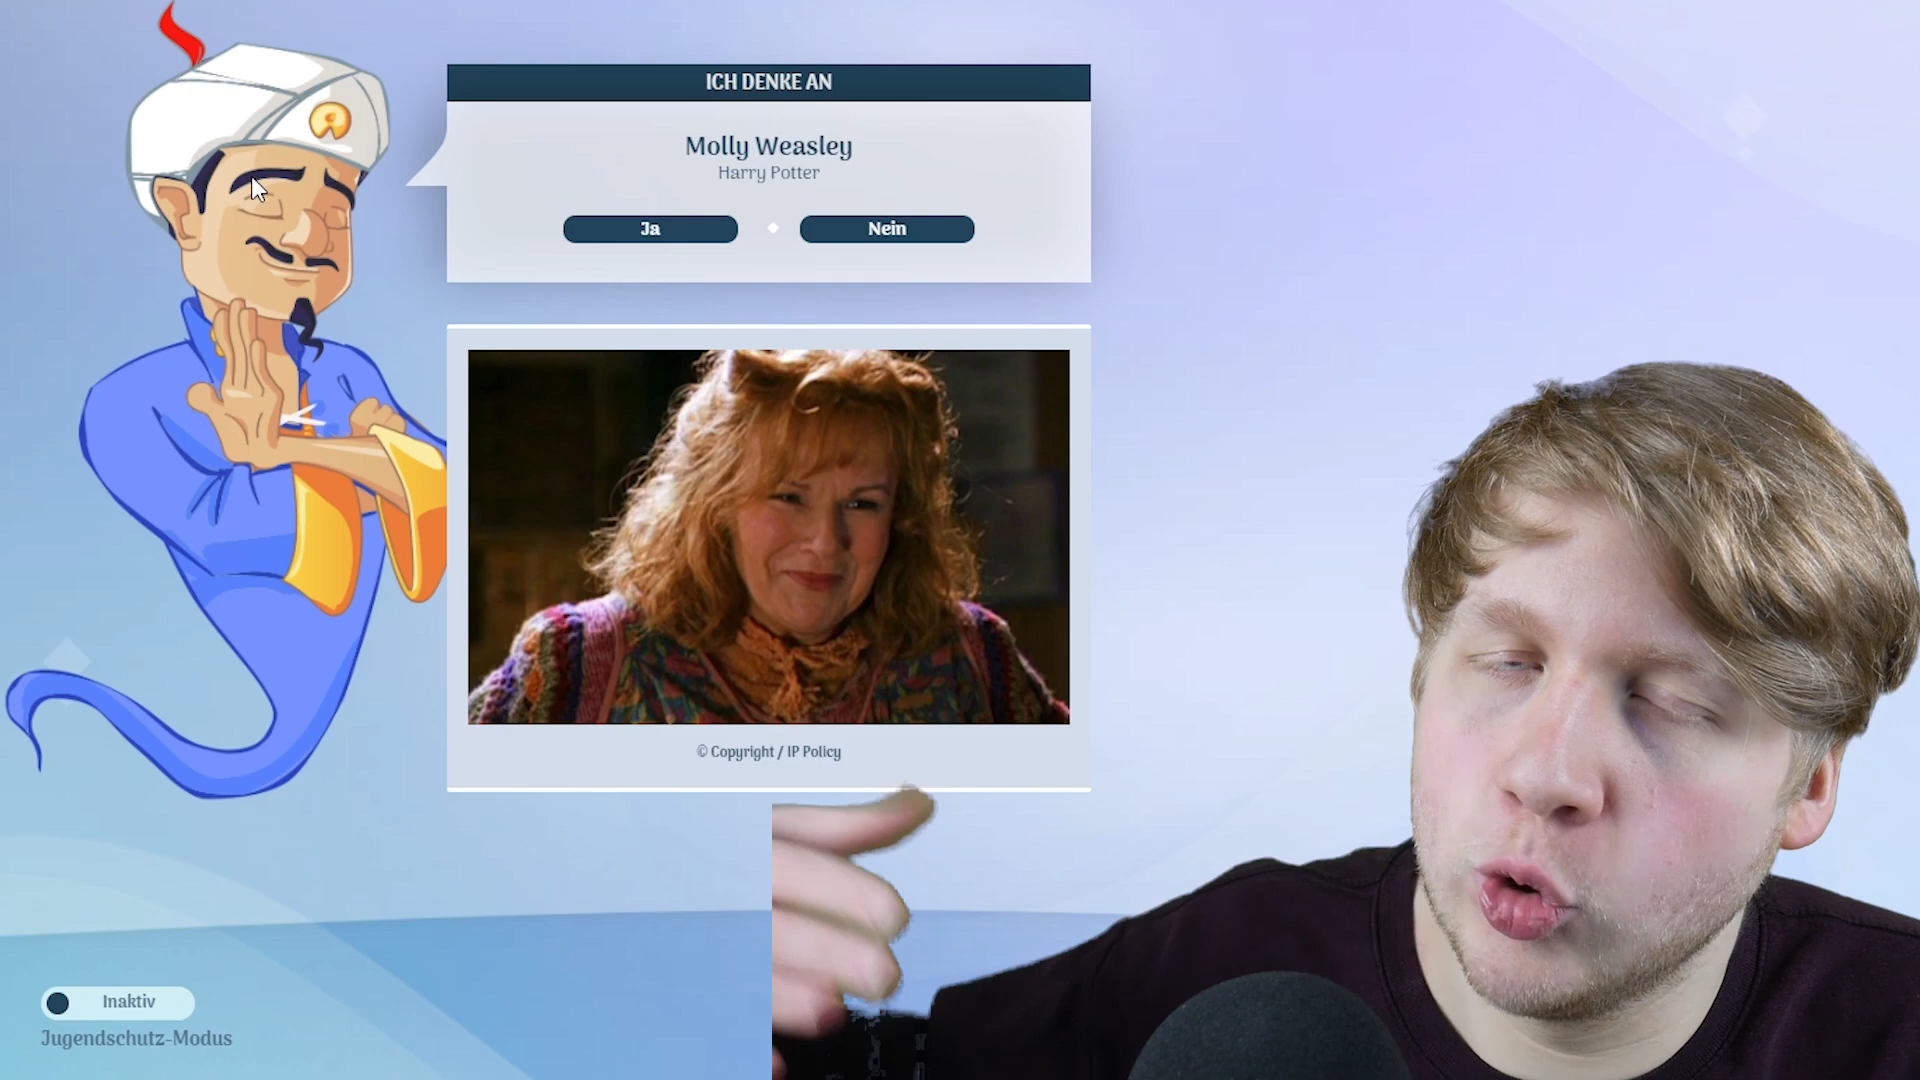 ICH DENKE AN
Molly Weasley
Harry Potter
Ja
Nein
© Copyright / IP Policy
Inaktiv
Jugendschutz-Modus